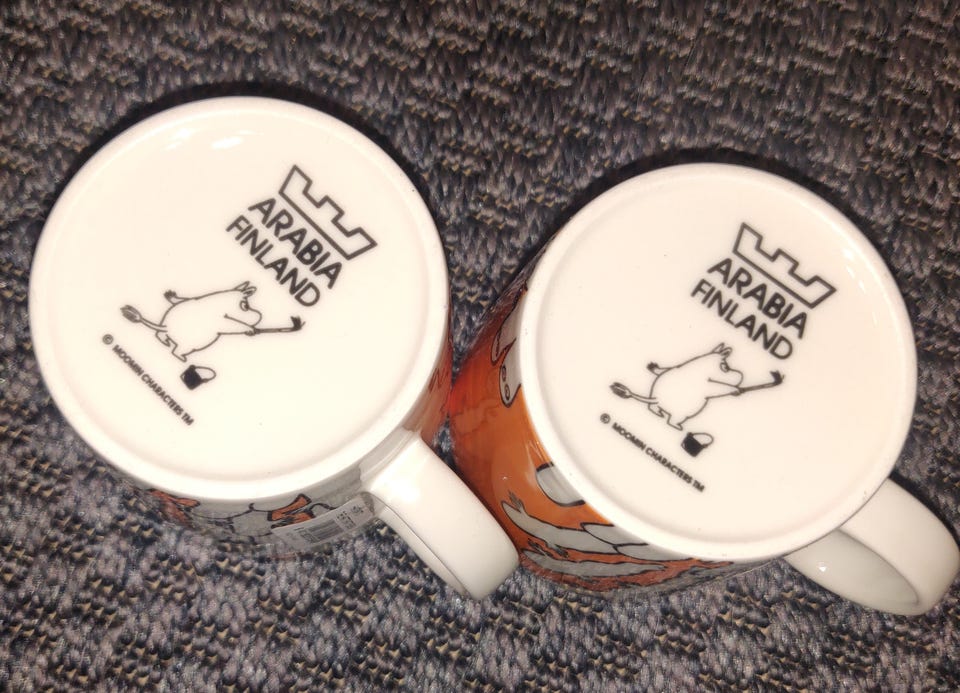 ARABIA
FINLAND
© MOOMIN CHARACTERS TM
ARABIA
FINLAND
© MOOMIN CHARACTERS TM